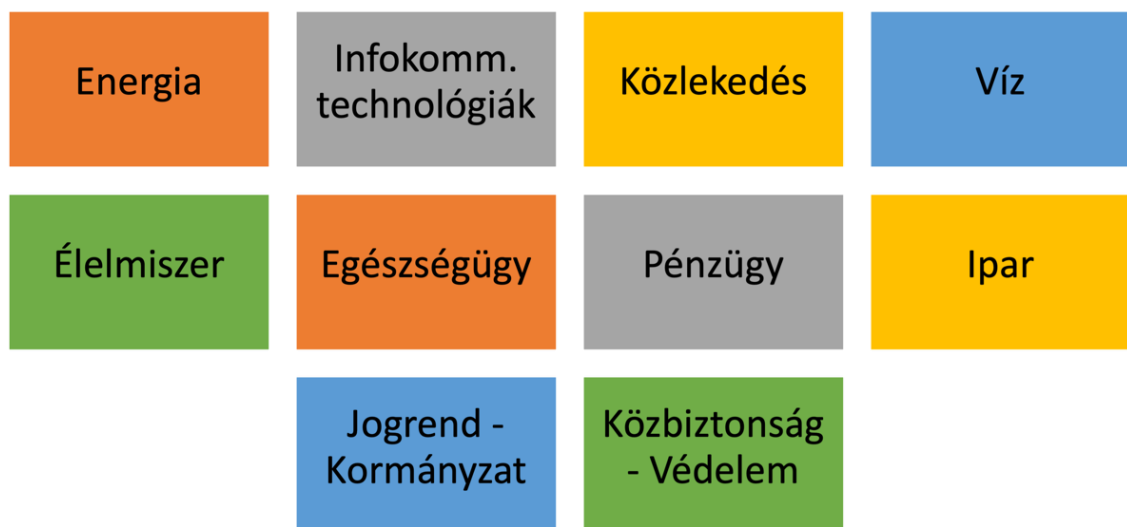 Energia
Infokomm.
technológiák
Közlekedés
Víz
Élelmiszer
Egészségügy
Pénzügy
Ipar
Jogrend -
Kormányzat
Közbiztonság
- Védelem